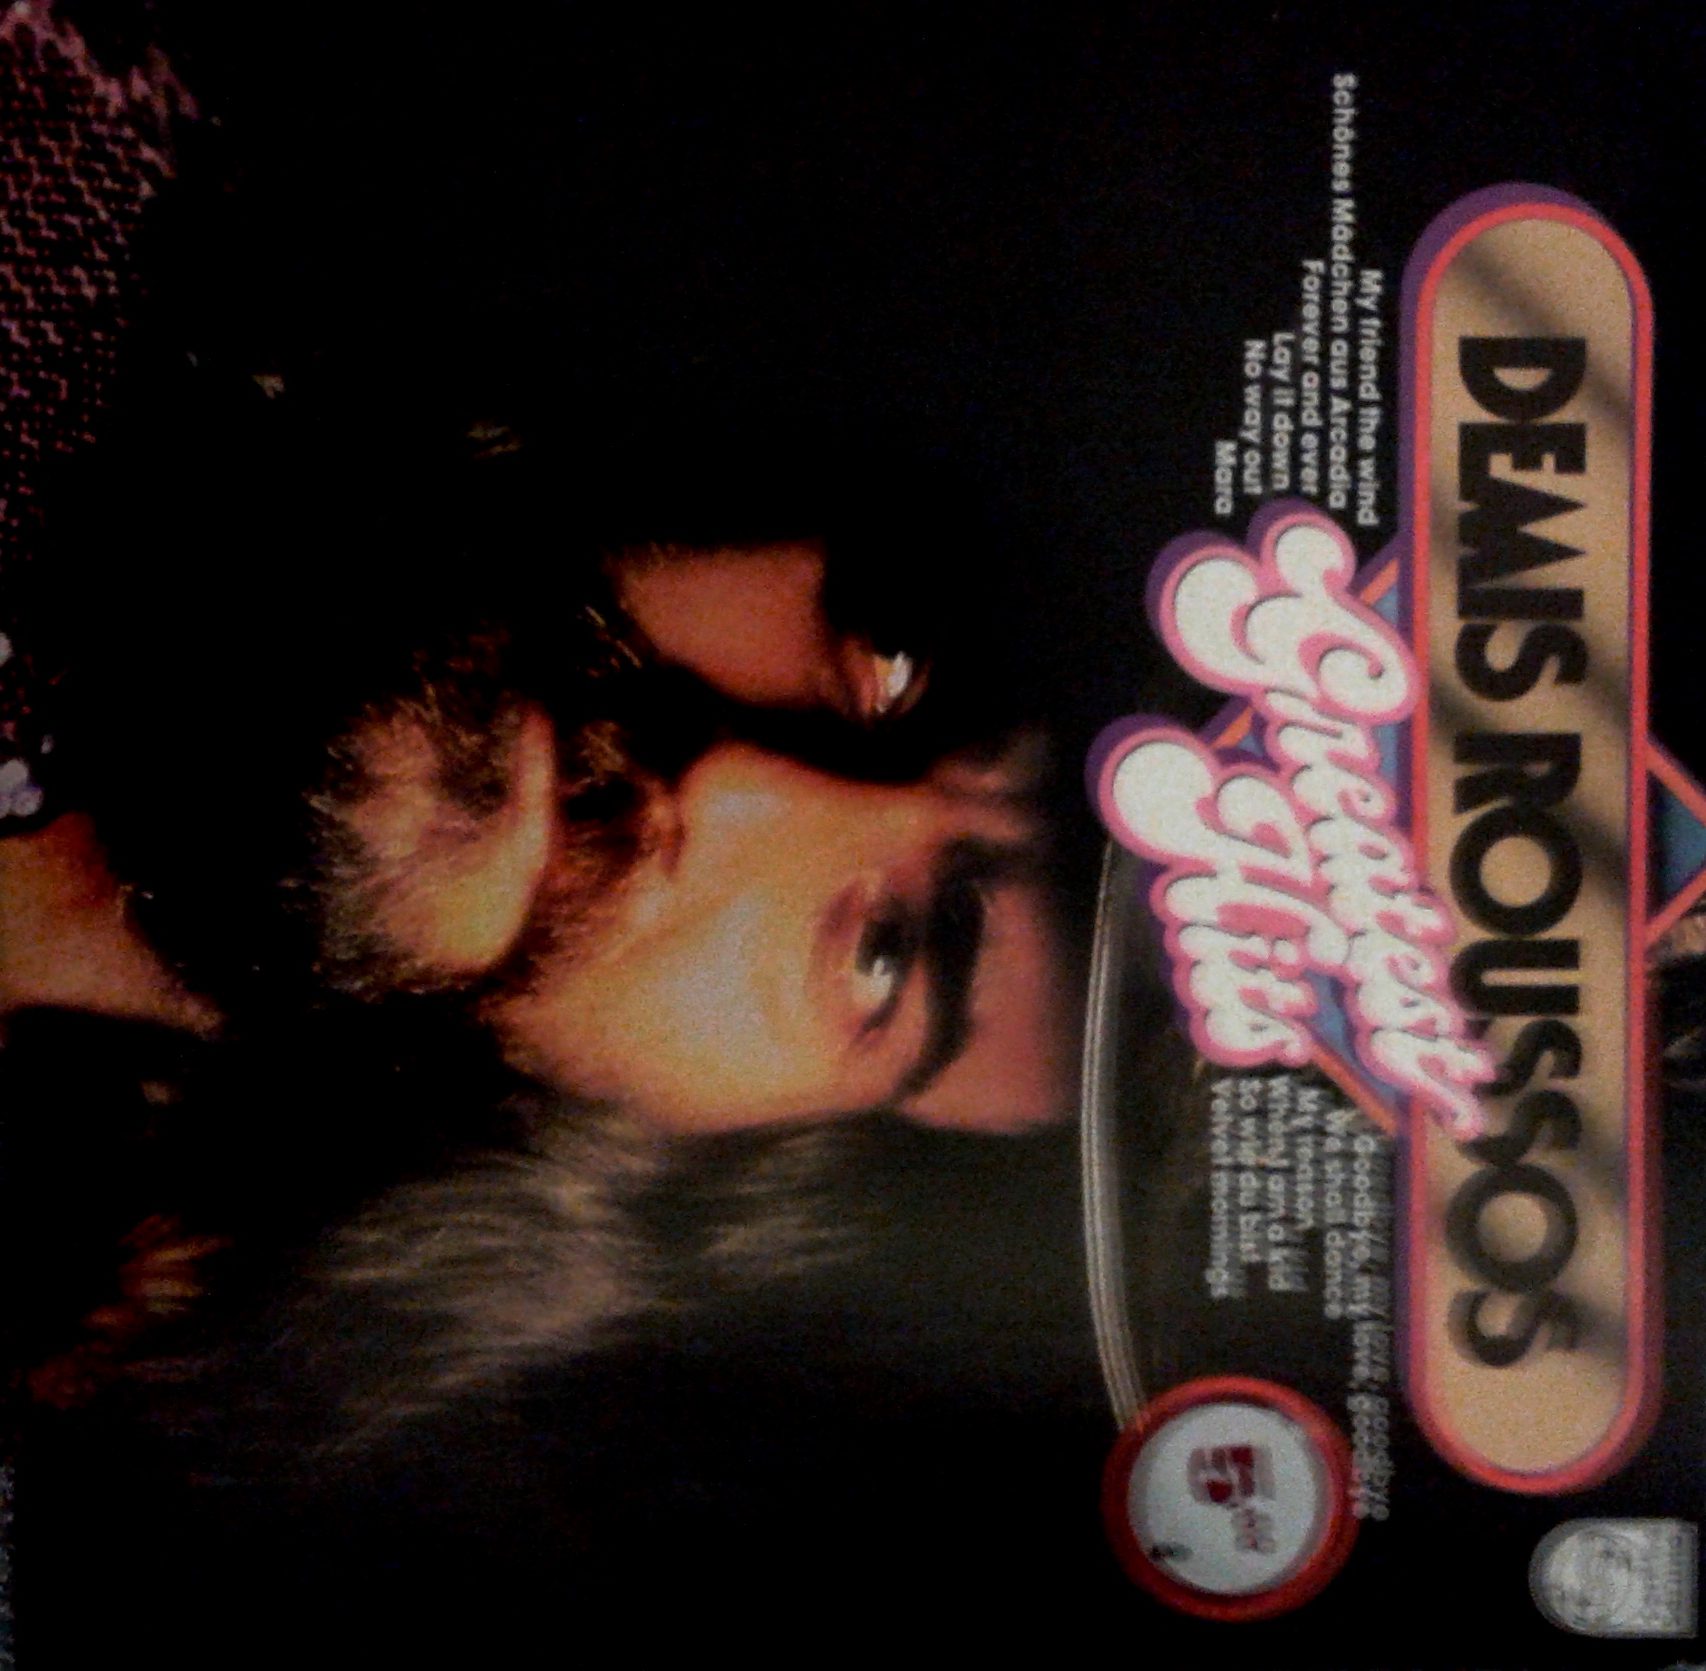 DEMIS ROUSSOS
Greatest
Hits
My friend the wind
Schönes Mädchen aus Arcadia
Forever and ever
Lay it down
No way out
Mara
Goodbye, my love, goodbye
We shall dance
My reason
When I am a kid
So wie du bist
Velvet mornings